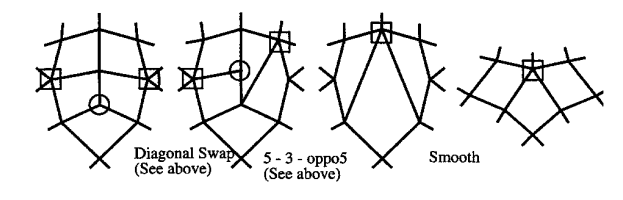 Diagonal Swap
(See above)
5 - 3 - oppo5
(See above)
Smooth